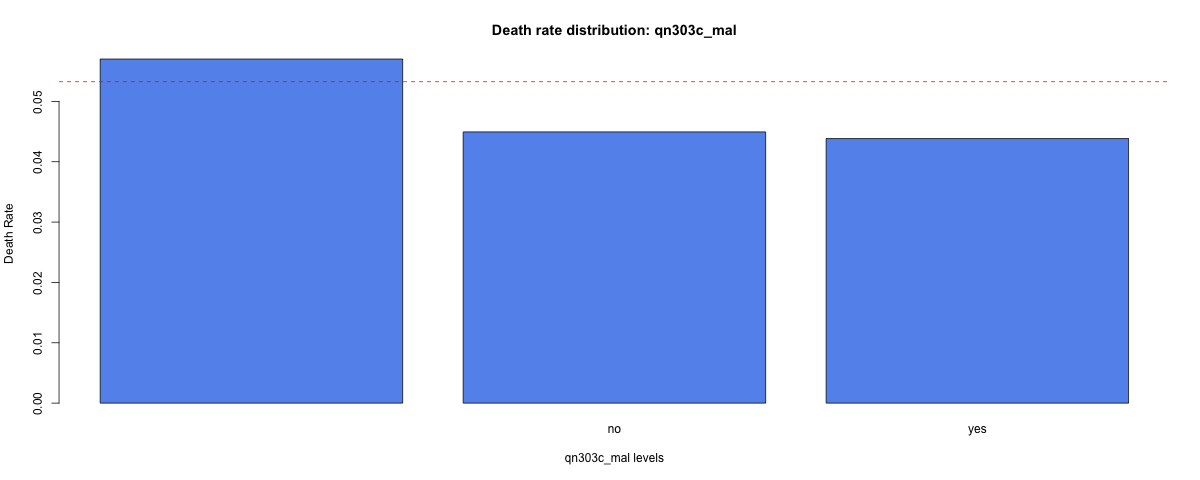 Death rate distribution: qn303c_mal
Death Rate
0.05
0.04
0.03
0.02
0.01
0.00
no
yes
qn303c_mal levels